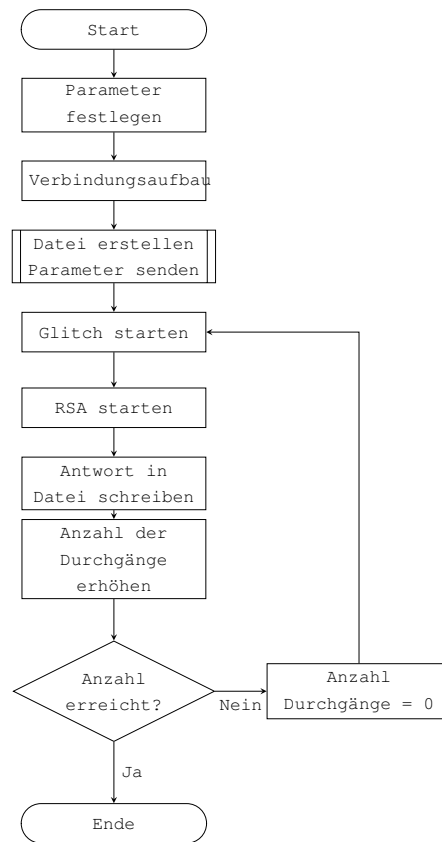 Start
Parameter
festlegen
Verbindungsaufbau
Datei erstellen
Parameter senden
Glitch starten
RSA starten
Antwort in
Datei schreiben
Anzahl der
Durchgänge
erhöhen
Anzahl
erreicht?
Nein
Anzahl
Durchgänge = 0
Ja
Ende